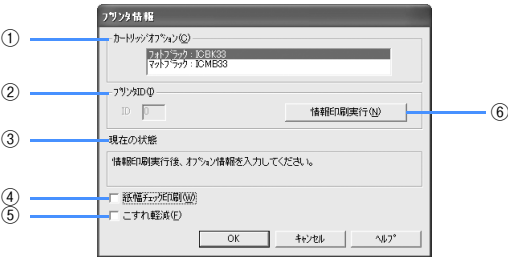 プリンタ情報
① カートリッジオプション(C)
フォトブラック : ICBK33
マットブラック : ICMB33
② プリンタID(I)
ID 0 情報印刷実行(N) ⑥
③ 現在の状態
情報印刷実行後、オプション情報を入力してください。
④ 紙幅チェック印刷(W)
⑤ こすれ軽減(F)
OK キャンセル ヘルプ